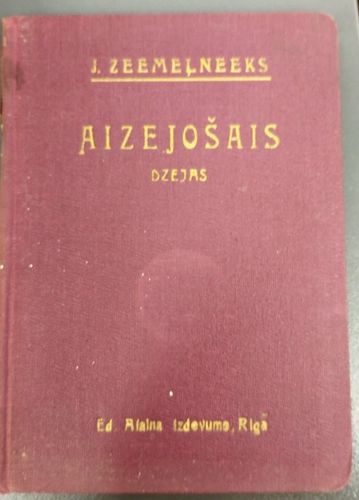 J. ZEEMEĻNEEKS
AIZEJOŠAIS
DZEJAS
Ed. Alaina izdevums, Rīgā